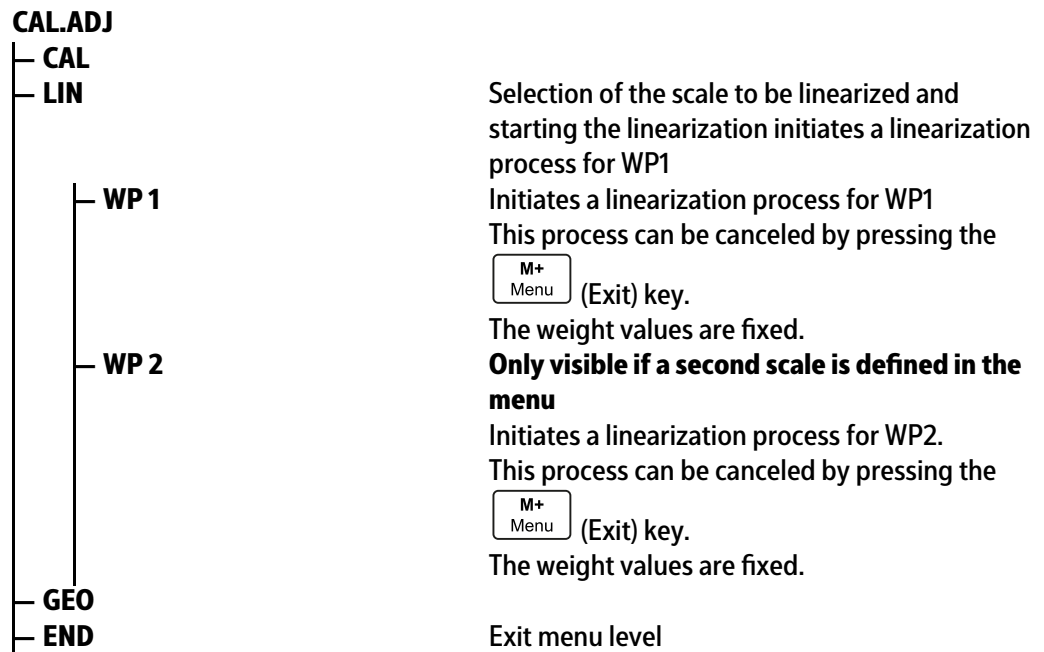 CAL.ADJ
CAL
LIN Selection of the scale to be linearized and
starting the linearization initiates a linearization
process for WP1
WP 1 Initiates a linearization process for WP1
This process can be canceled by pressing the
M+
Menu (Exit) key.
The weight values are fixed.
WP 2 Only visible if a second scale is defined in the
menu
Initiates a linearization process for WP2.
This process can be canceled by pressing the
M+
Menu (Exit) key.
The weight values are fixed.
GEO
END Exit menu level